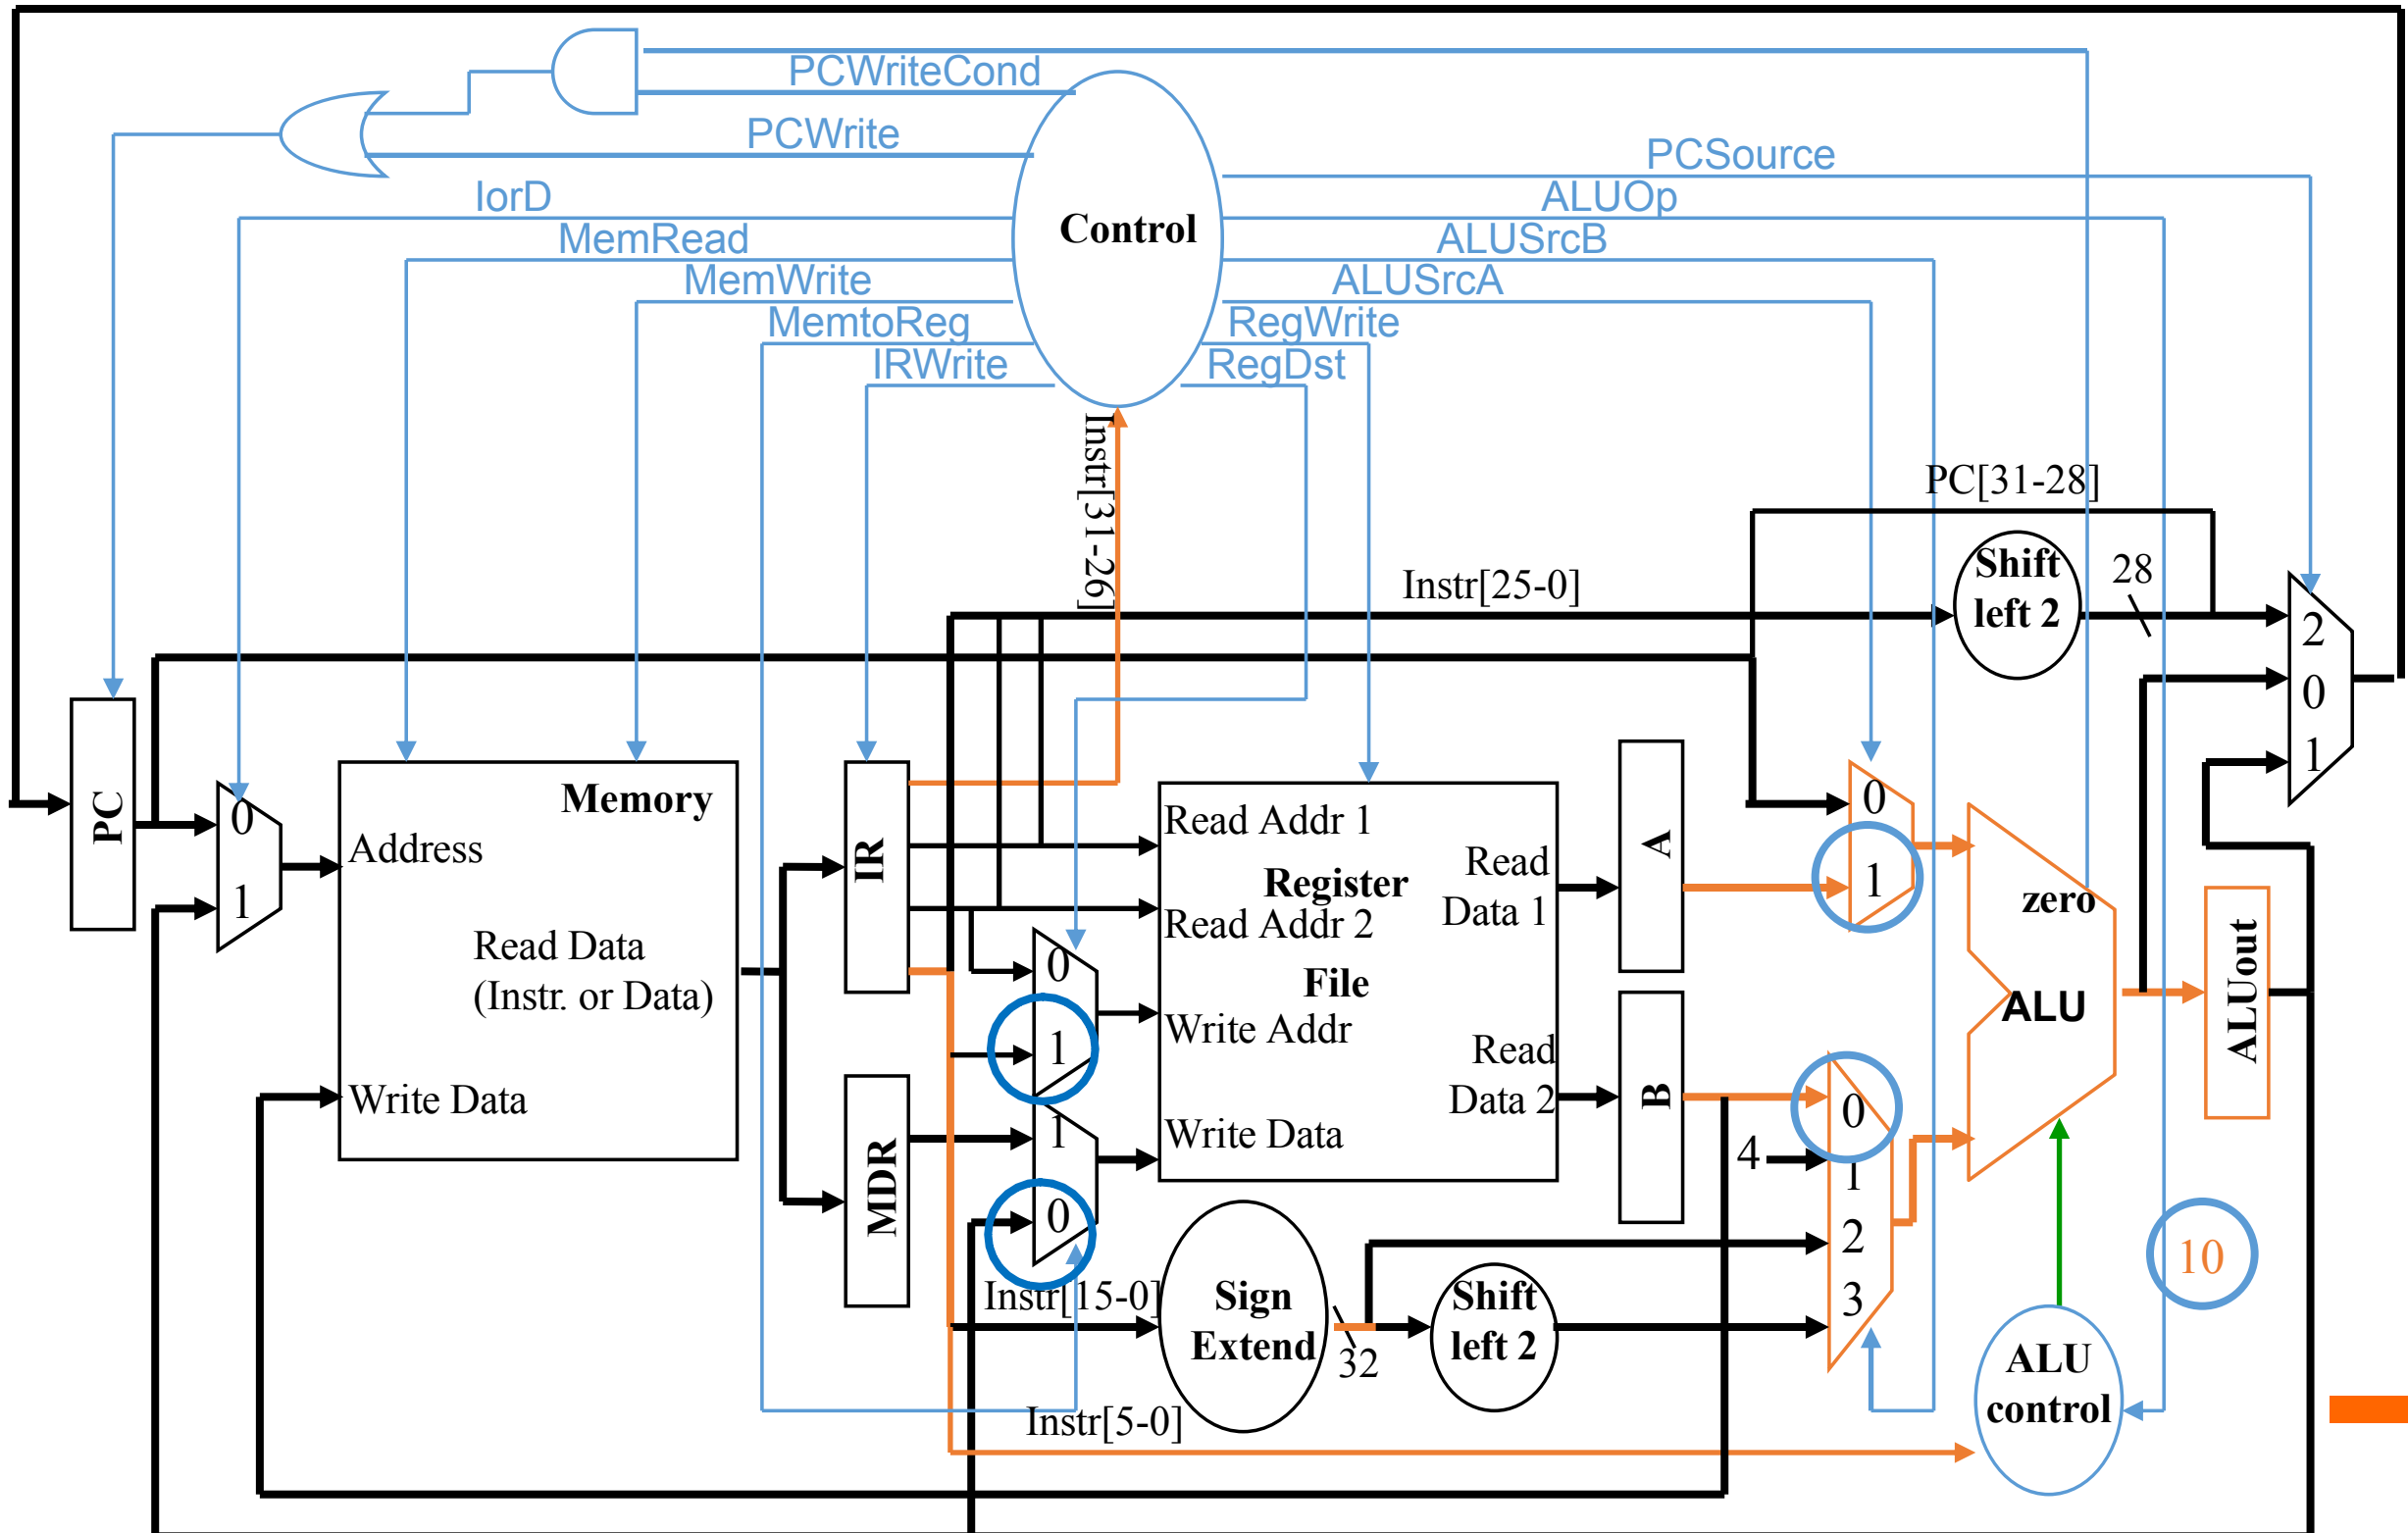 PCWriteCond
PCWrite
PCSource
IorD
ALUOp
Control
MemRead
ALUSrcB
MemWrite
ALUSrcA
MemtoReg
RegWrite
IRWrite
RegDst
Instr[31-26]
PC[31-28]
Instr[25-0]
Shift
left 2
28
2
0
1
PC
0
1
Memory
Address
Read Data
(Instr. or Data)
Write Data
IR
MDR
0
1
1
0
Read Addr 1
Register
Read Addr 2
File
Write Addr
Write Data
Read
Data 1
Read
Data 2
A
B
0
1
zero
ALU
ALUout
0
4
1
2
3
10
Instr[15-0]
Sign
Extend
32
Shift
left 2
ALU
control
Instr[5-0]